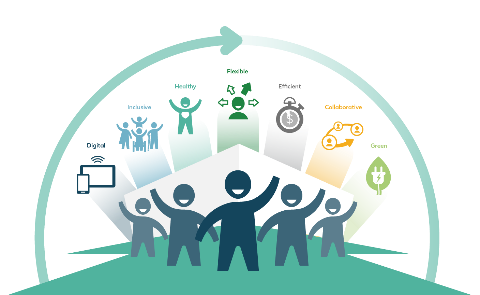 Digital
Inclusive
Healthy
Flexible
Efficient
Collaborative
Green